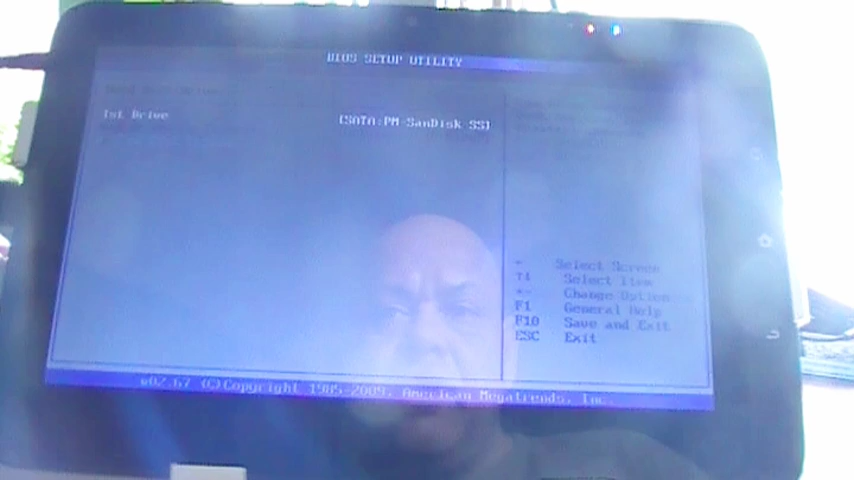 BIOS SETUP UTILITY
1st Drive [SATA:PM-SanDisk SS]
Select Screen
↑↓ Select Item
+- Change Option
F1 General Help
F10 Save and Exit
ESC Exit
v02.67 (C)Copyright 1985-2009, American Megatrends, Inc.